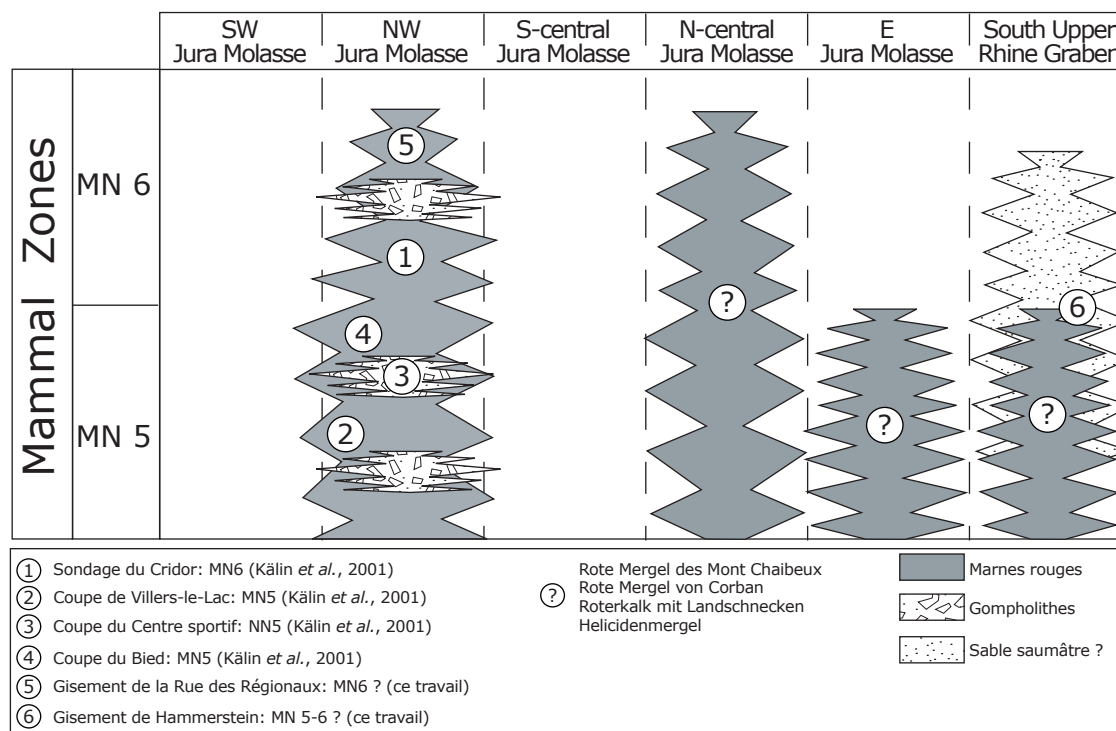 SW
Jura Molasse
NW
Jura Molasse
S-central
Jura Molasse
N-central
Jura Molasse
E
Jura Molasse
South Upper
Rhine Graben
Mammal Zones
MN 6
MN 5
5
1
4
3
2
?
?
6
?
1 Sondage du Cridor: MN6 (Kälin et al., 2001)
2 Coupe de Villers-le-Lac: MN5 (Kälin et al., 2001)
3 Coupe du Centre sportif: NN5 (Kälin et al., 2001)
4 Coupe du Bied: MN5 (Kälin et al., 2001)
5 Gisement de la Rue des Régionaux: MN6 ? (ce travail)
6 Gisement de Hammerstein: MN 5-6 ? (ce travail)
?
Rote Mergel des Mont Chaibeux
Rote Mergel von Corban
Roterkalk mit Landschnecken
Helicidenmergel
Marnes rouges
Gompholithes
Sable saumâtre ?